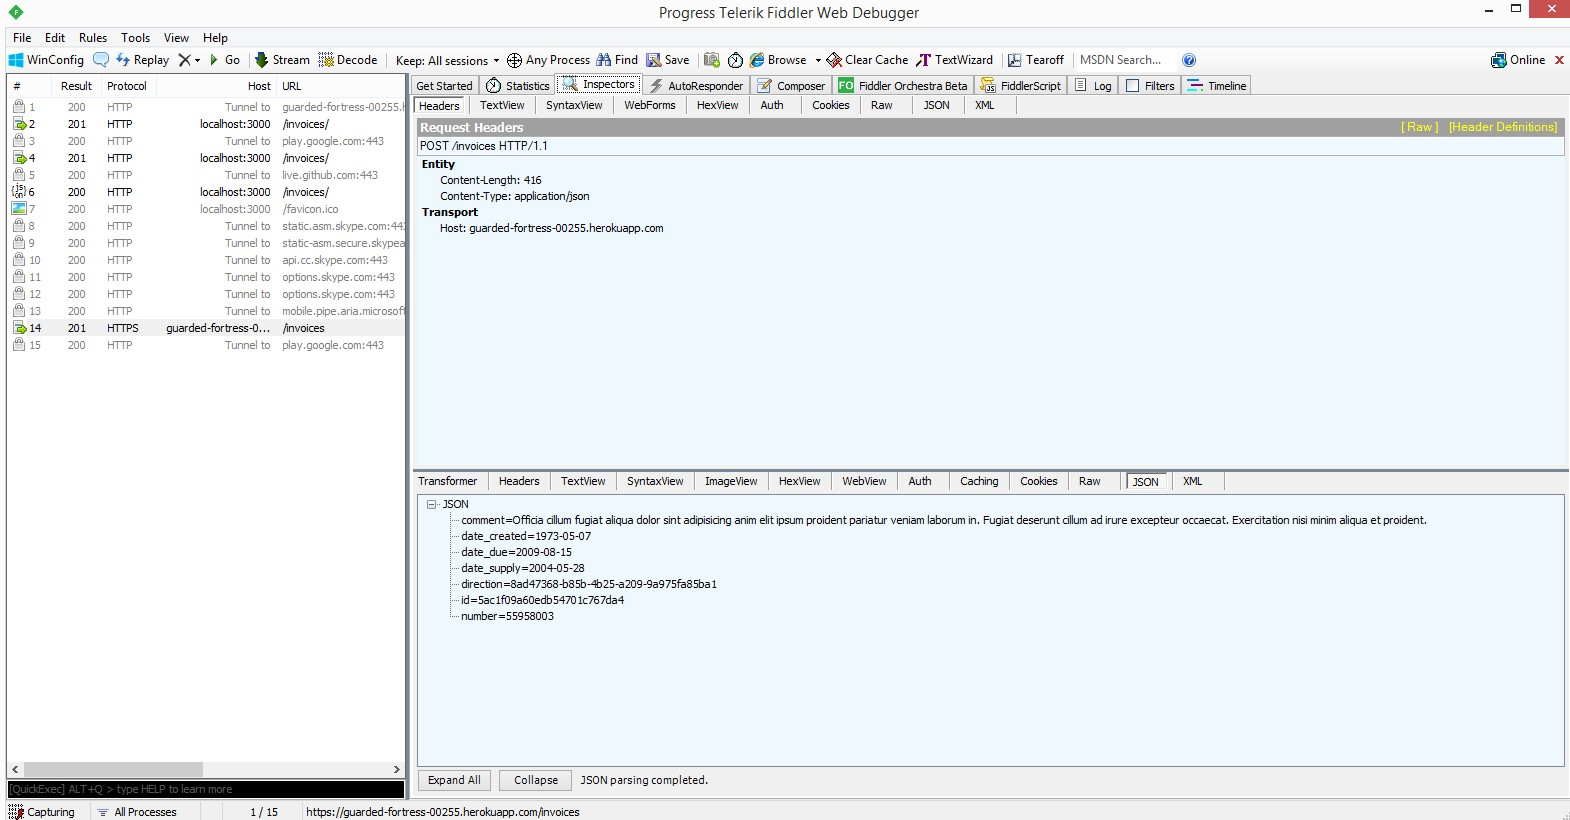 Progress Telerik Fiddler Web Debugger
File Edit Rules Tools View Help
WinConfig Replay Go Stream Decode Keep: All sessions Any Process Find Save Browse Clear Cache TextWizard Tearoff MSDN Search... Online
# Result Protocol Host URL
1 200 HTTP Tunnel to guarded-fortress-00255.h
2 201 HTTP localhost:3000 /invoices/
3 200 HTTP Tunnel to play.google.com:443
4 201 HTTP localhost:3000 /invoices/
5 200 HTTP Tunnel to live.github.com:443
6 200 HTTP localhost:3000 /invoices/
7 200 HTTP localhost:3000 /favicon.ico
8 200 HTTP Tunnel to static.asm.skype.com:44
9 200 HTTP Tunnel to static-asm.secure.skypea
10 200 HTTP Tunnel to api.cc.skype.com:443
11 200 HTTP Tunnel to options.skype.com:443
12 200 HTTP Tunnel to options.skype.com:443
13 200 HTTP Tunnel to mobile.pipe.aria.microsoft
14 201 HTTPS guarded-fortress-0... /invoices
15 200 HTTP Tunnel to play.google.com:443
[QuickExec] ALT+Q > type HELP to learn more
Get Started Statistics Inspectors AutoResponder Composer FO Fiddler Orchestra Beta FiddlerScript Log Filters Timeline
Headers TextView SyntaxView WebForms HexView Auth Cookies Raw JSON XML
Request Headers [ Raw ] [Header Definitions]
POST /invoices HTTP/1.1
Entity
Content-Length: 416
Content-Type: application/json
Transport
Host: guarded-fortress-00255.herokuapp.com
Transformer Headers TextView SyntaxView ImageView HexView WebView Auth Caching Cookies Raw JSON XML
JSON
comment=Officia cillum fugiat aliqua dolor sint adipisicing anim elit ipsum proident pariatur veniam laborum in. Fugiat deserunt cillum ad irure excepteur occaecat. Exercitation nisi minim aliqua et proident.
date_created=1973-05-07
date_due=2009-08-15
date_supply=2004-05-28
direction=8ad47368-b85b-4b25-a209-9a975fa85ba1
id=5ac1f09a60edb54701c767da4
number=55958003
Expand All Collapse JSON parsing completed.
Capturing All Processes 1 / 15 https://guarded-fortress-00255.herokuapp.com/invoices